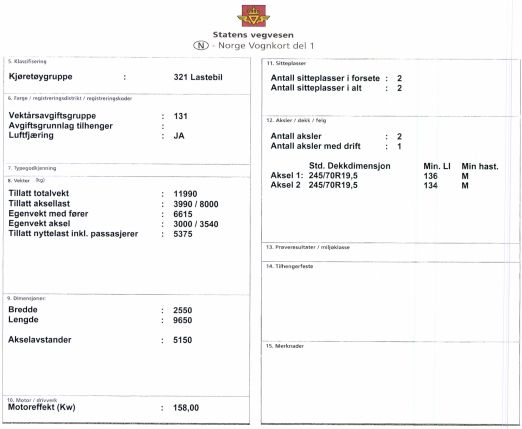 Statens vegvesen
N - Norge Vognkort del 1
5. Klassifisering
Kjøretøygruppe : 321 Lastebil
6. Farge / registreringsdistrikt / registreringskoder
Vektårsavgiftsgruppe : 131
Avgiftsgrunnlag tilhenger :
Luftfjæring : JA
7. Typegodkjenning
8. Vekter (kg)
Tillatt totalvekt : 11990
Tillatt aksellast : 3990 / 8000
Egenvekt med fører : 6615
Egenvekt aksel : 3000 / 3540
Tillatt nyttelast inkl. passasjerer : 5375
9. Dimensjoner:
Bredde : 2550
Lengde : 9650
Akselavstander : 5150
10. Motor / drivverk
Motoreffekt (Kw) : 158,00
11. Sitteplasser
Antall sitteplasser i forsete : 2
Antall sitteplasser i alt : 2
12. Aksler / dekk / felg
Antall aksler : 2
Antall aksler med drift : 1
Std. Dekkdimensjon Min. LI Min hast.
Aksel 1: 245/70R19,5 136 M
Aksel 2 245/70R19,5 134 M
13. Prøveresultater / miljøklasse
14. Tilhengerfeste
15. Merknader